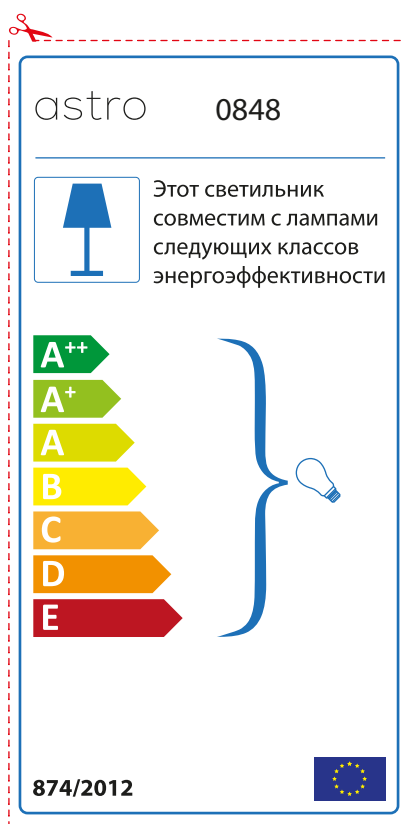 astro 0848
Этот светильник
совместим с лампами
следующих классов
энергоэффективности
A++
A+
A
B
C
D
E
874/2012